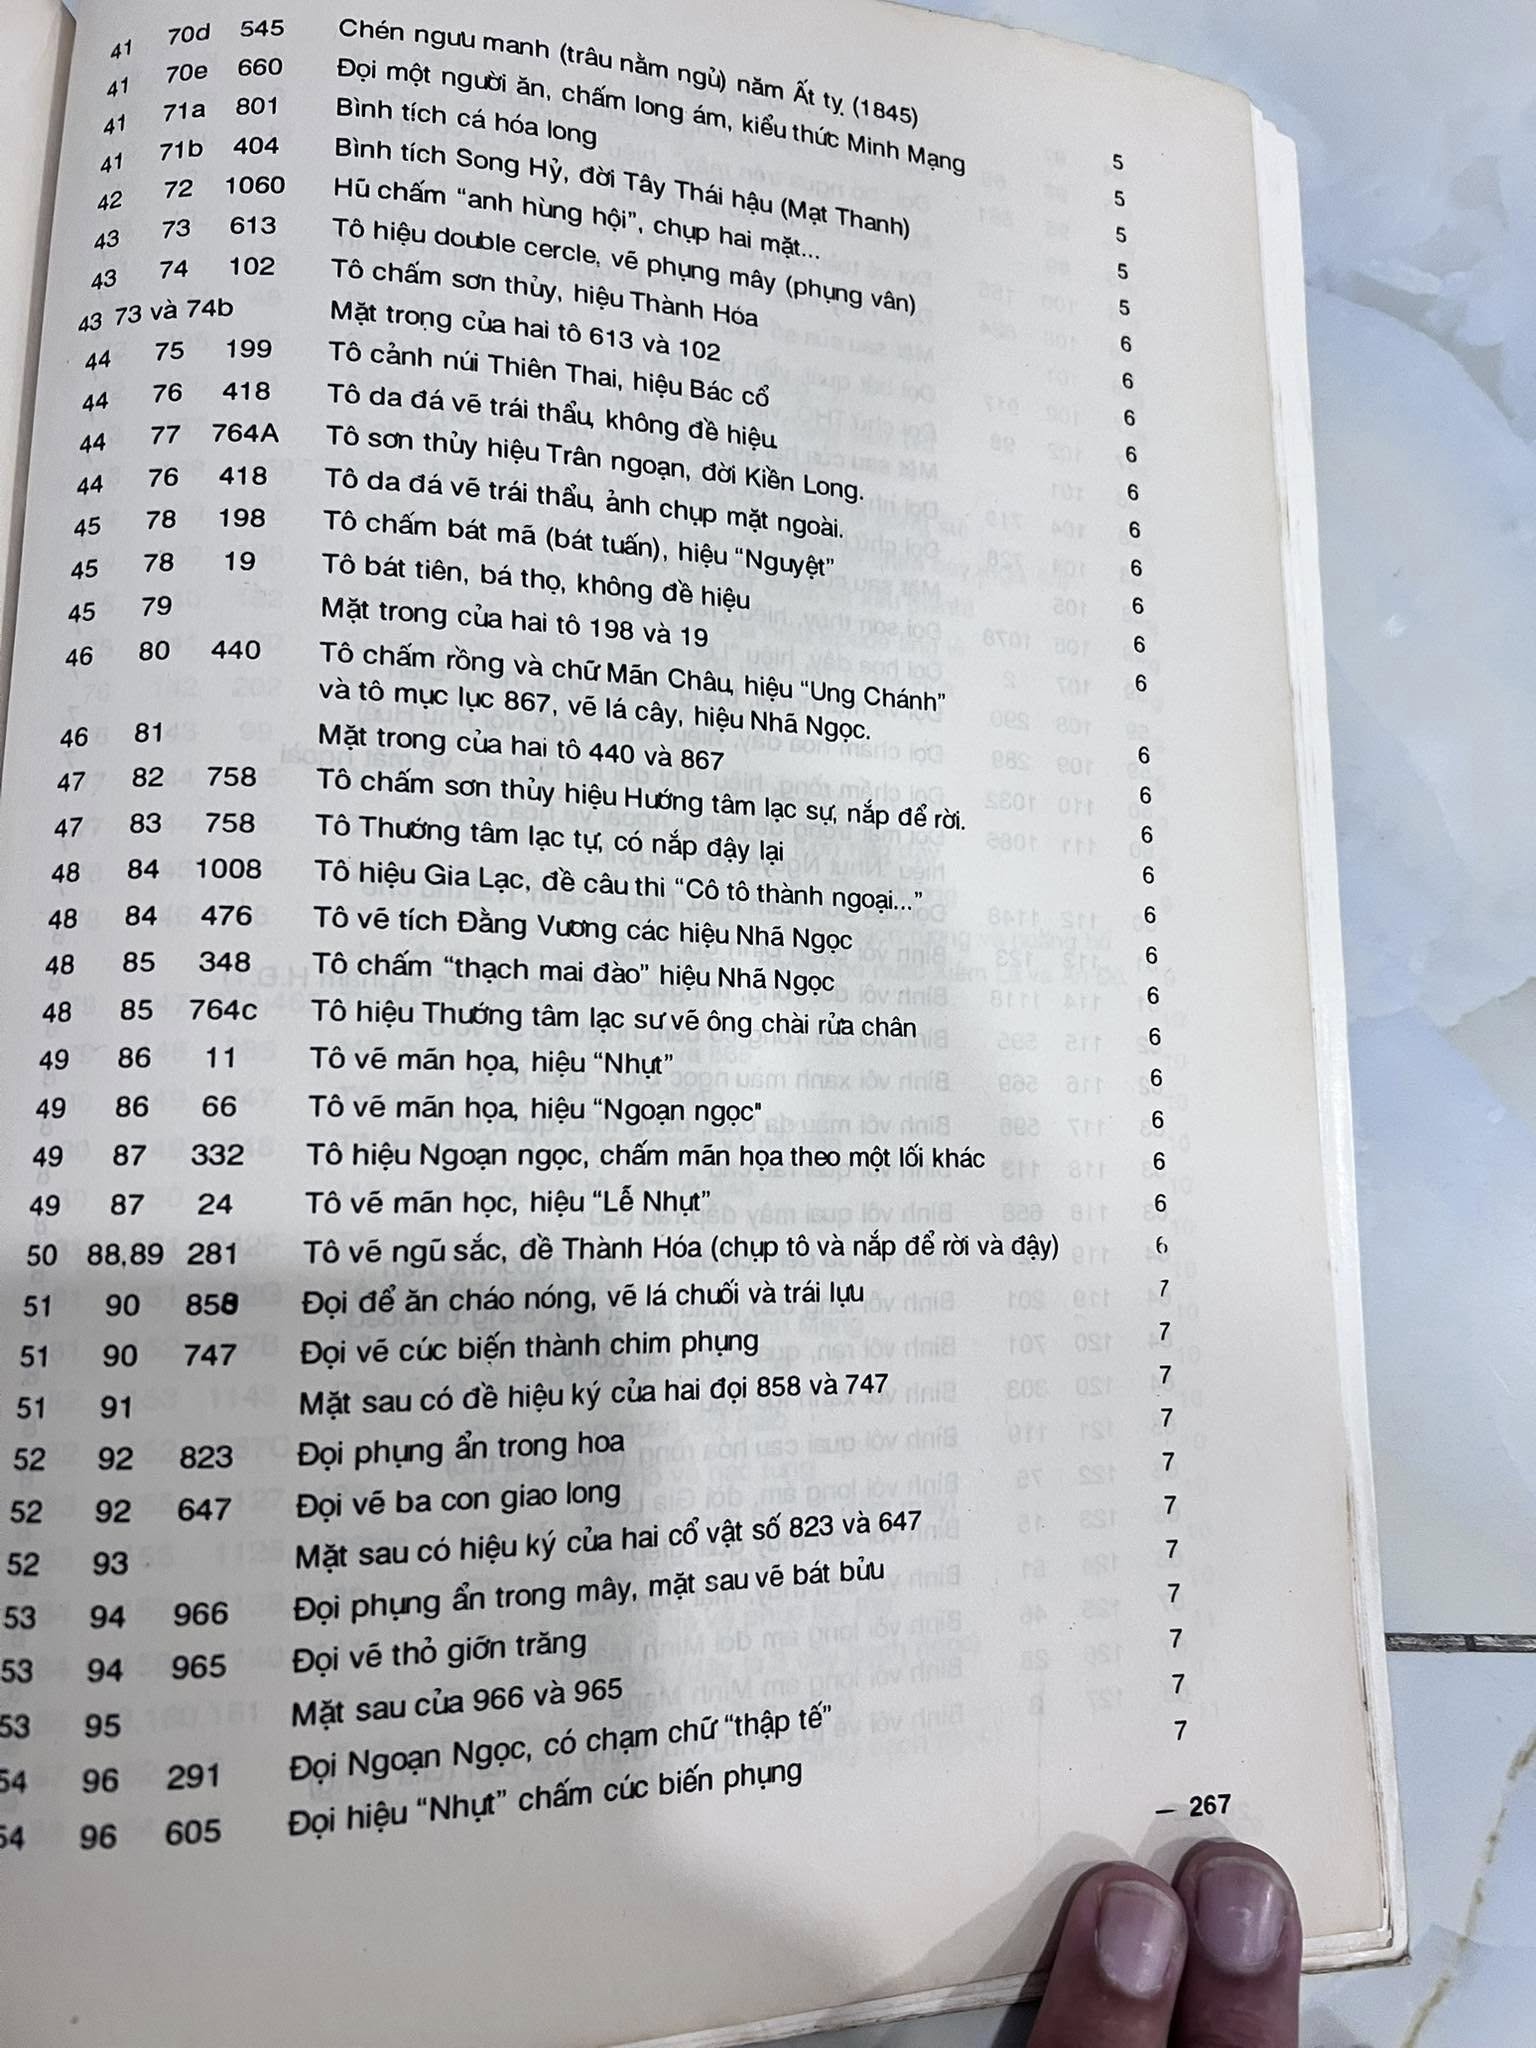 41 70d 545 Chén ngưu manh (trâu nằm ngủ) năm Ất tỵ (1845) 5
41 70e 660 Đọi một người ăn, chấm long ám, kiểu thức Minh Mạng 5
41 71a 801 Bình tích cá hóa long 5
41 71b 404 Bình tích Song Hỷ, đời Tây Thái hậu (Mạt Thanh) 5
42 72 1060 Hũ chấm “anh hùng hội”, chụp hai mặt... 5
43 73 613 Tô hiệu double cercle, vẽ phụng mây (phụng vân) 6
43 74 102 Tô chấm sơn thủy, hiệu Thành Hóa 6
43 73 và 74b Mặt trong của hai tô 613 và 102 6
44 75 199 Tô cảnh núi Thiên Thai, hiệu Bác cổ 6
44 76 418 Tô da đá vẽ trái thẩu, không đề hiệu 6
44 77 764A Tô sơn thủy hiệu Trân ngoạn, đời Kiền Long. 6
44 76 418 Tô da đá vẽ trái thẩu, ảnh chụp mặt ngoài. 6
45 78 198 Tô chấm bát mã (bát tuấn), hiệu “Nguyệt” 6
45 78 19 Tô bát tiên, bá thọ, không đề hiệu 6
45 79 Mặt trong của hai tô 198 và 19 6
46 80 440 Tô chấm rồng và chữ Mãn Châu, hiệu “Ung Chánh”
và tô mục lục 867, vẽ lá cây, hiệu Nhã Ngọc. 6
46 81 Mặt trong của hai tô 440 và 867 6
47 82 758 Tô chấm sơn thủy hiệu Hướng tâm lạc sự, nắp để rời. 6
47 83 758 Tô Thướng tâm lạc tự, có nắp đậy lại 6
48 84 1008 Tô hiệu Gia Lạc, đề câu thi “Cô tô thành ngoại...” 6
48 84 476 Tô vẽ tích Đằng Vương các hiệu Nhã Ngọc 6
48 85 348 Tô chấm “thạch mai đào” hiệu Nhã Ngọc 6
48 85 764c Tô hiệu Thướng tâm lạc sư vẽ ông chài rửa chân 6
49 86 11 Tô vẽ mãn họa, hiệu “Nhựt” 6
49 86 66 Tô vẽ mãn họa, hiệu “Ngoạn ngọc" 6
49 87 332 Tô hiệu Ngoạn ngọc, chấm mãn họa theo một lối khác 6
49 87 24 Tô vẽ mãn học, hiệu “Lễ Nhựt” 6
50 88,89 281 Tô vẽ ngũ sắc, đề Thành Hóa (chụp tô và nắp để rời và đậy) 6
51 90 858 Đọi để ăn cháo nóng, vẽ lá chuối và trái lựu 7
51 90 747 Đọi vẽ cúc biến thành chim phụng 7
51 91 Mặt sau có đề hiệu ký của hai đọi 858 và 747 7
52 92 823 Đọi phụng ẩn trong hoa 7
52 92 647 Đọi vẽ ba con giao long 7
52 93 Mặt sau có hiệu ký của hai cổ vật số 823 và 647 7
53 94 966 Đọi phụng ẩn trong mây, mặt sau vẽ bát bửu 7
53 94 965 Đọi vẽ thỏ giỡn trăng 7
53 95 Mặt sau của 966 và 965 7
54 96 291 Đọi Ngoạn Ngọc, có chạm chữ “thập tế” 7
54 96 605 Đọi hiệu “Nhựt” chấm cúc biến phụng 7
– 267